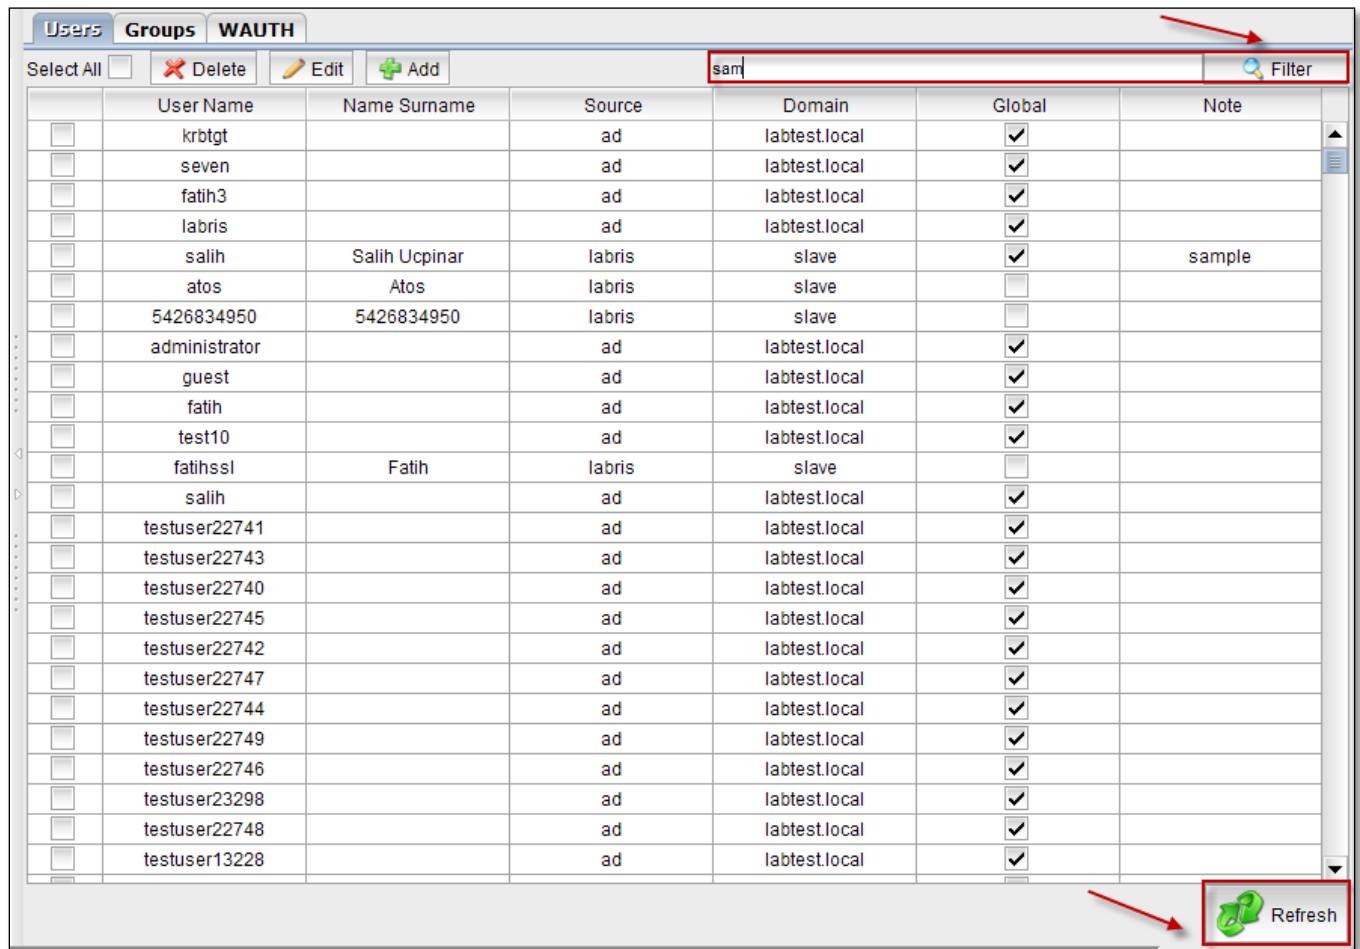 Users Groups WAUTH
Select All Delete Edit Add sam Filter
User Name Name Surname Source Domain Global Note
krbtgt ad labtest.local
seven ad labtest.local
fatih3 ad labtest.local
labris ad labtest.local
salih Salih Ucpinar labris slave sample
atos Atos labris slave
5426834950 5426834950 labris slave
administrator ad labtest.local
guest ad labtest.local
fatih ad labtest.local
test10 ad labtest.local
fatihssl Fatih labris slave
salih ad labtest.local
testuser22741 ad labtest.local
testuser22743 ad labtest.local
testuser22740 ad labtest.local
testuser22745 ad labtest.local
testuser22742 ad labtest.local
testuser22747 ad labtest.local
testuser22744 ad labtest.local
testuser22749 ad labtest.local
testuser22746 ad labtest.local
testuser23298 ad labtest.local
testuser22748 ad labtest.local
testuser13228 ad labtest.local
Refresh